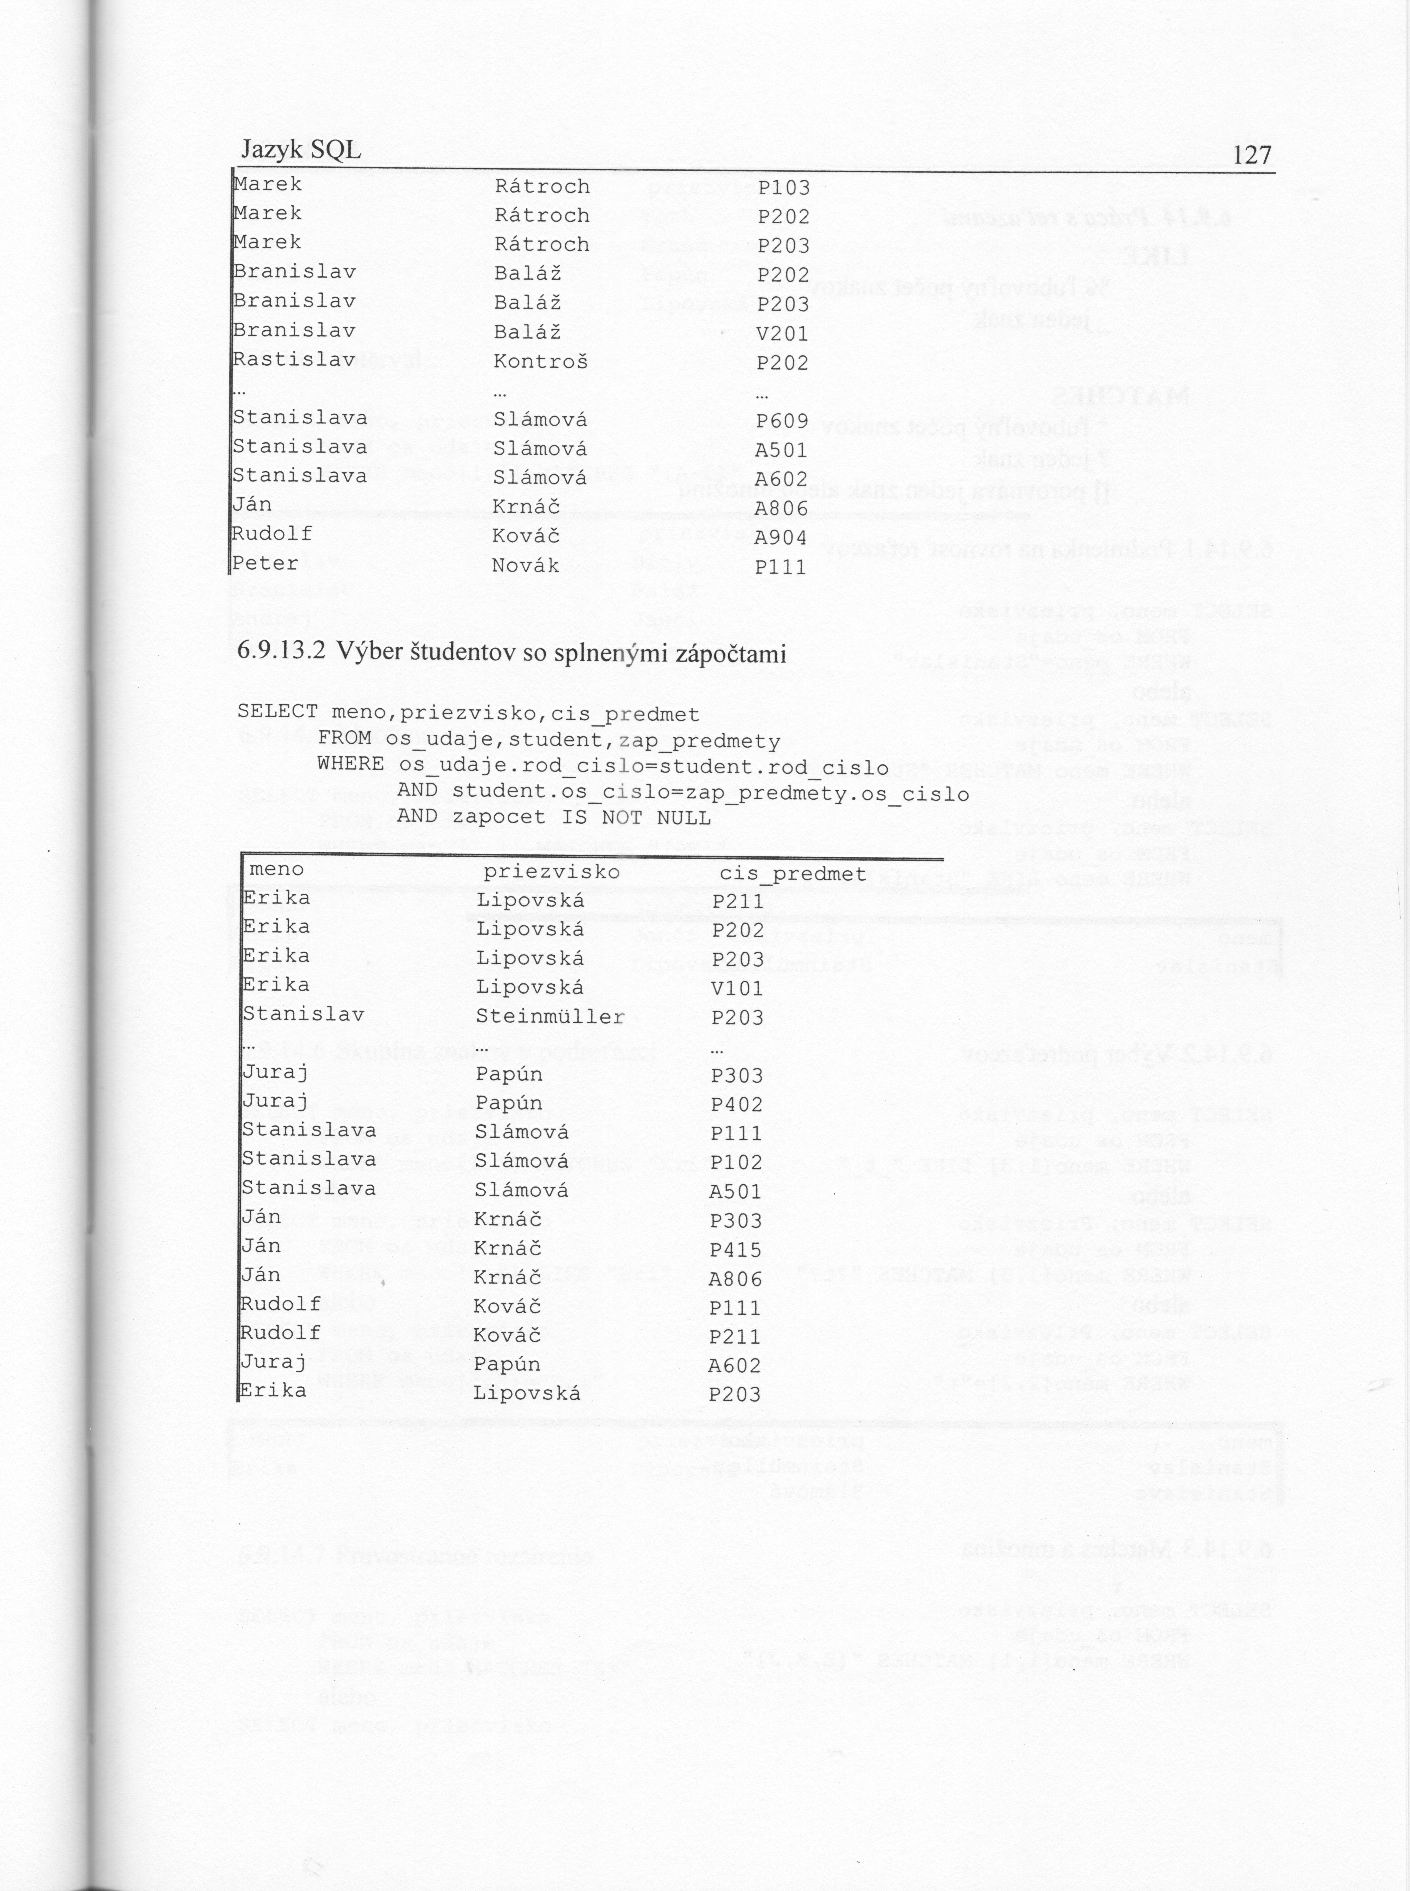 Jazyk SQL 127
Marek Rátroch P103
Marek Rátroch P202
Marek Rátroch P203
Branislav Baláž P202
Branislav Baláž P203
Branislav Baláž V201
Rastislav Kontroš P202
… … …
Stanislava Slámová P609
Stanislava Slámová A501
Stanislava Slámová A602
Ján Krnáč A806
Rudolf Kováč A904
Peter Novák P111
6.9.13.2 Výber študentov so splnenými zápočtami
SELECT meno,priezvisko,cis_predmet
FROM os_udaje,student,zap_predmety
WHERE os_udaje.rod_cislo=student.rod_cislo
AND student.os_cislo=zap_predmety.os_cislo
AND zapocet IS NOT NULL
meno priezvisko cis_predmet
Erika Lipovská P211
Erika Lipovská P202
Erika Lipovská P203
Erika Lipovská V101
Stanislav Steinmüller P203
… … …
Juraj Papún P303
Juraj Papún P402
Stanislava Slámová P111
Stanislava Slámová P102
Stanislava Slámová A501
Ján Krnáč P303
Ján Krnáč P415
Ján Krnáč A806
Rudolf Kováč P111
Rudolf Kováč P211
Juraj Papún A602
Erika Lipovská P203